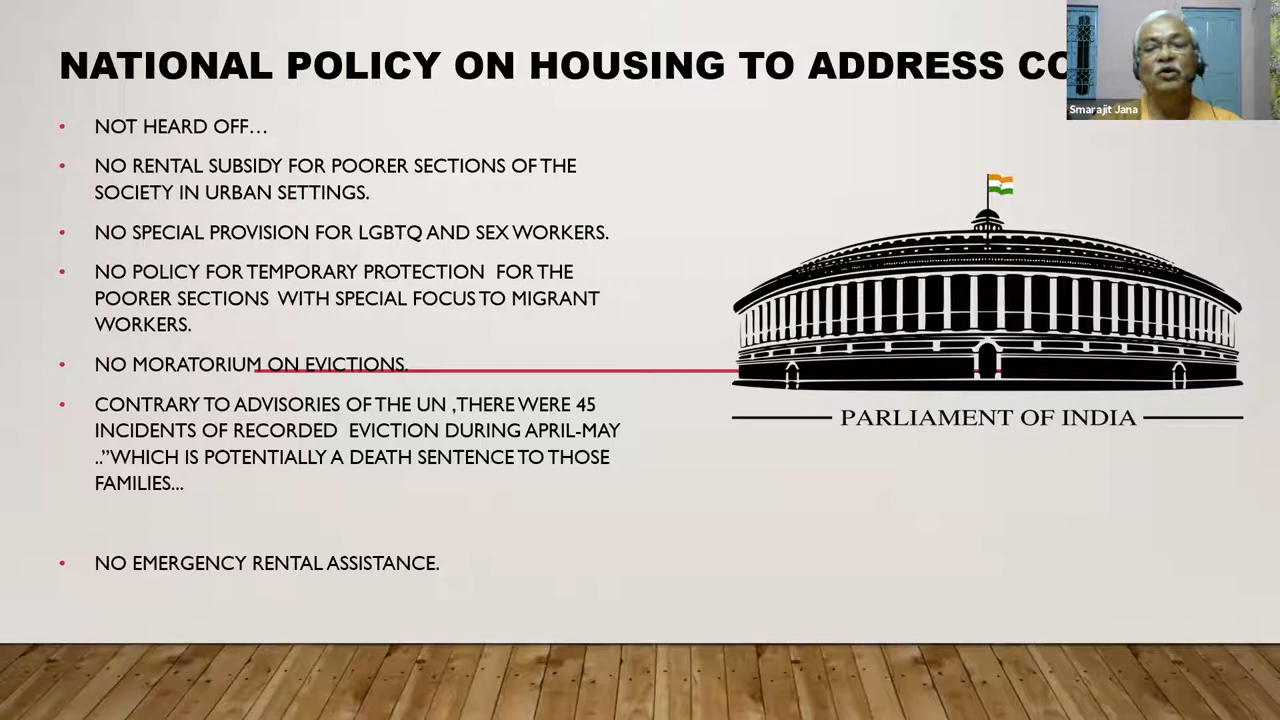 NATIONAL POLICY ON HOUSING TO ADDRESS
Smarajit Jana
• NOT HEARD OFF...
• NO RENTAL SUBSIDY FOR POORER SECTIONS OF THE
SOCIETY IN URBAN SETTINGS.
• NO SPECIAL PROVISION FOR LGBTQ AND SEX WORKERS.
• NO POLICY FOR TEMPORARY PROTECTION FOR THE
POORER SECTIONS WITH SPECIAL FOCUS TO MIGRANT
WORKERS.
• NO MORATORIUM ON EVICTIONS.
• CONTRARY TO ADVISORIES OF THE UN ,THERE WERE 45
INCIDENTS OF RECORDED EVICTION DURING APRIL-MAY
..”WHICH IS POTENTIALLY A DEATH SENTENCE TO THOSE
FAMILIES...
• NO EMERGENCY RENTAL ASSISTANCE.
PARLIAMENT OF INDIA